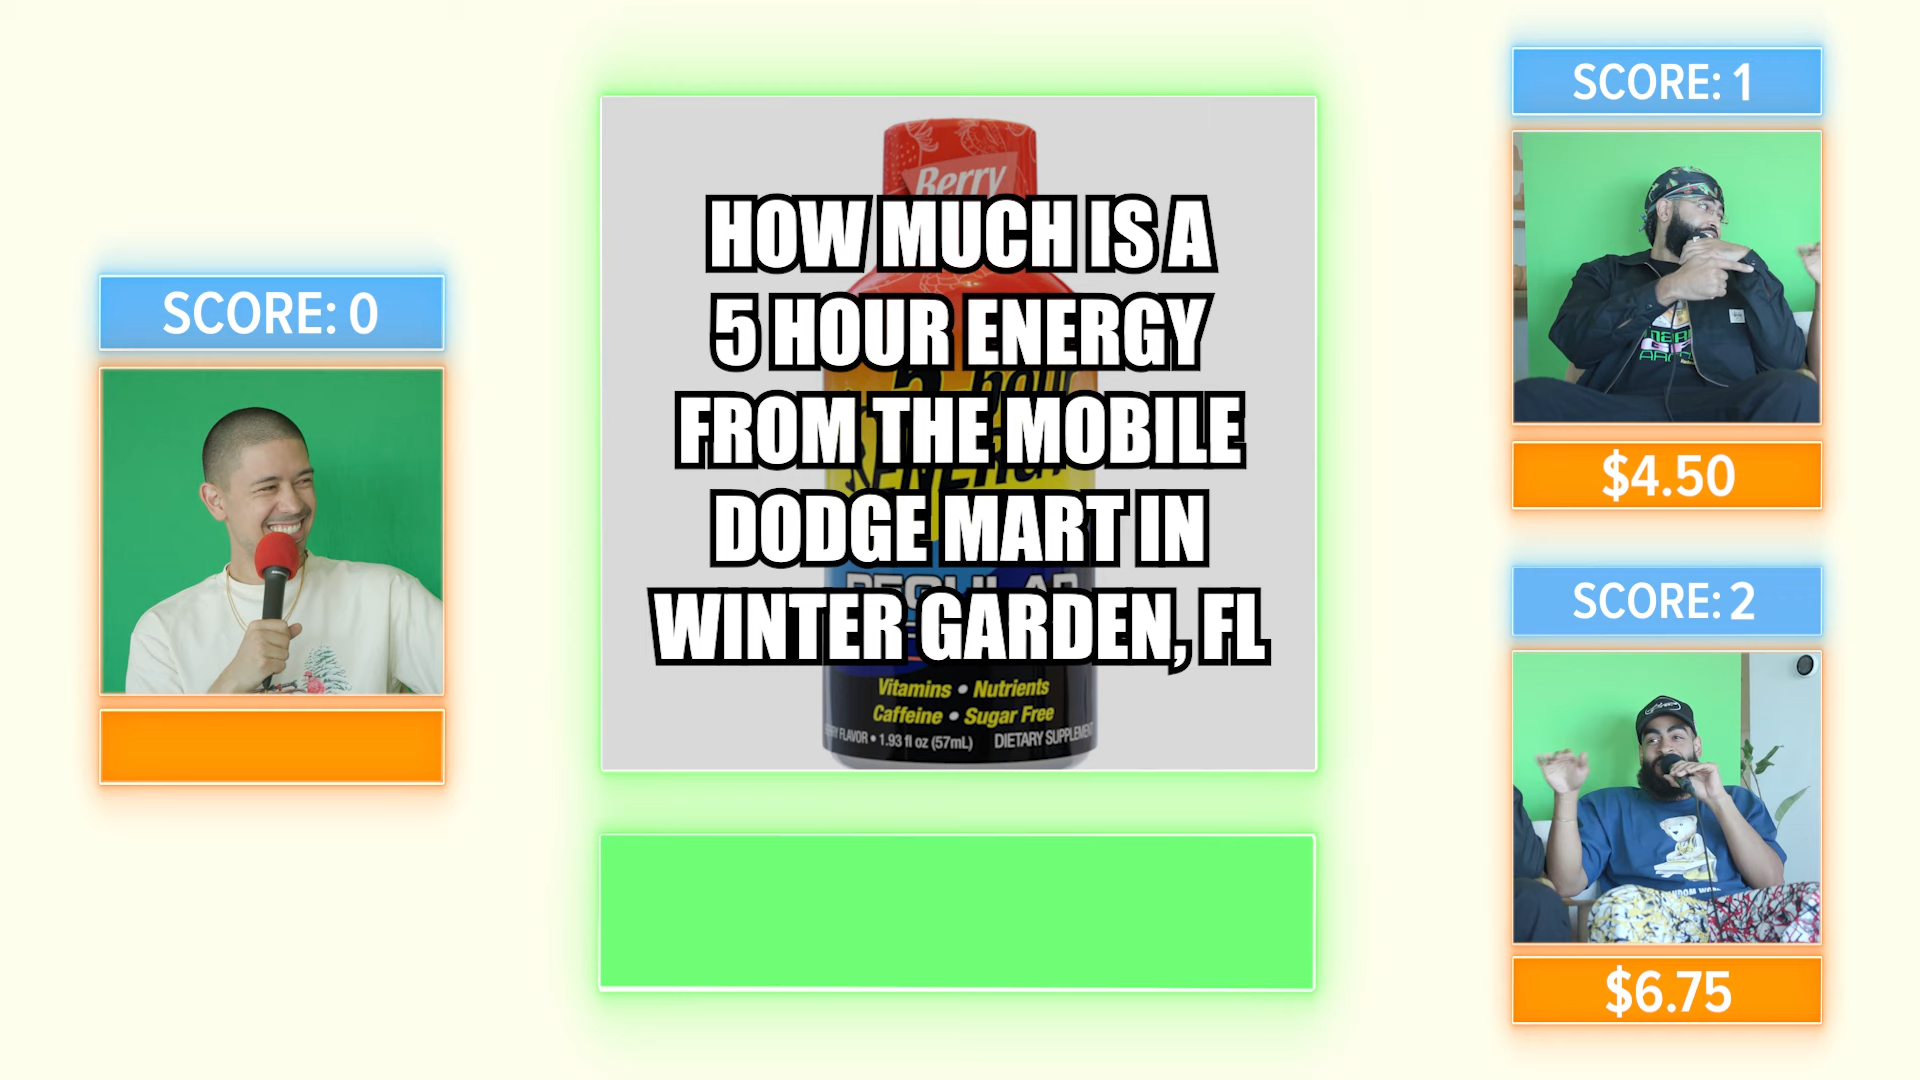 SCORE: 0
Berry
HOW MUCH IS A
5 HOUR ENERGY
FROM THE MOBILE
DODGE MART IN
WINTER GARDEN, FL
Vitamins • Nutrients
Caffeine • Sugar Free
FLAVOR • 1.93 fl oz (57mL) DIETARY
SCORE: 1
$4.50
SCORE: 2
$6.75